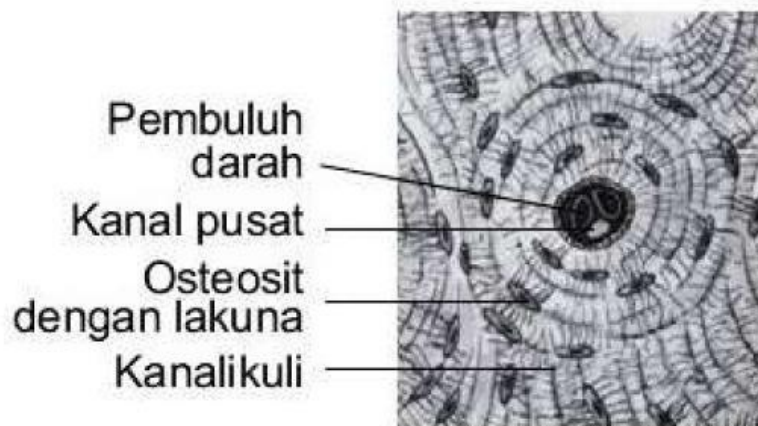 Pembuluh
darah
Kanal pusat
Osteosit
dengan lakuna
Kanalikuli